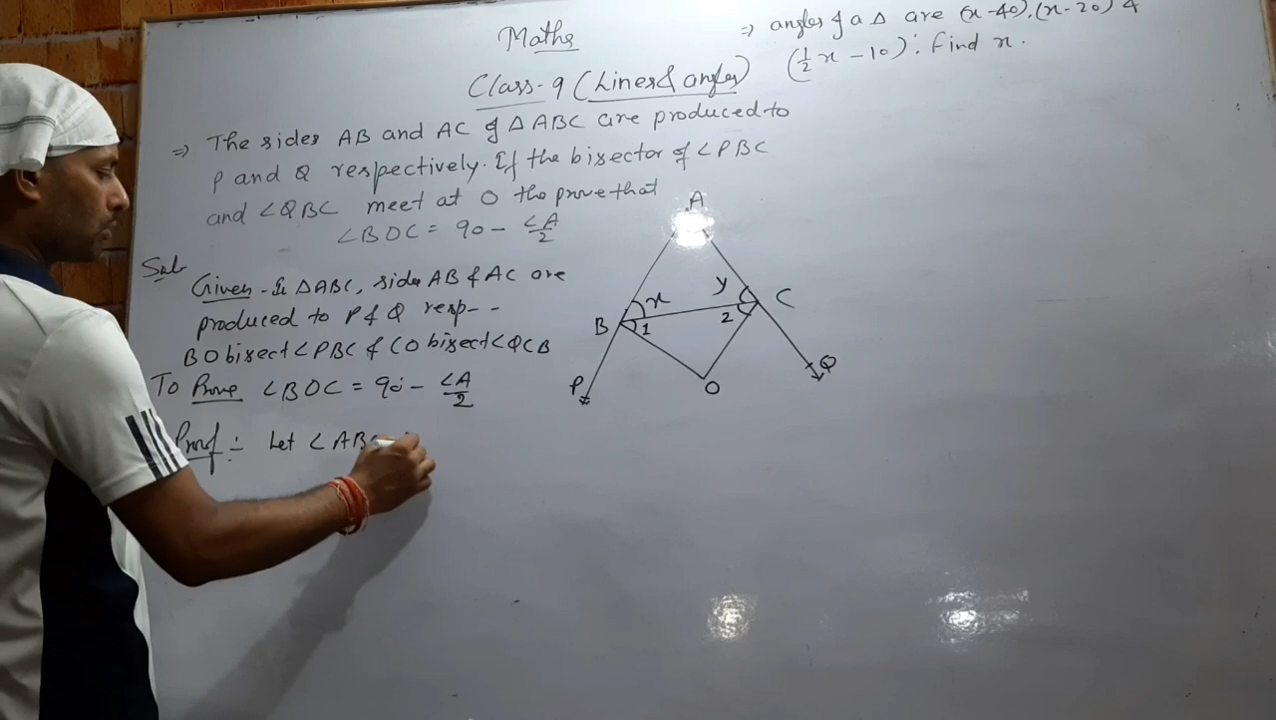 Maths
Class-9 (Lines & angles)
⇒ angles of a Δ are (x-40), (x-20) &
(1/2 x - 10)°. Find x.
⇒ The sides AB and AC of ΔABC are produced to
P and Q respectively. If the bisector of ∠PBC
and ∠QBC meet at O the prove that
∠BOC = 90 - ∠A/2
Sol
Given - In ΔABC, sides AB & AC are
produced to P & Q resp--
BO bisect ∠PBC & CO bisect ∠QCB
To Prove ∠BOC = 90° - ∠A/2
Proof :- Let ∠ABC
A
x
y
B
1
2
C
P
O
Q